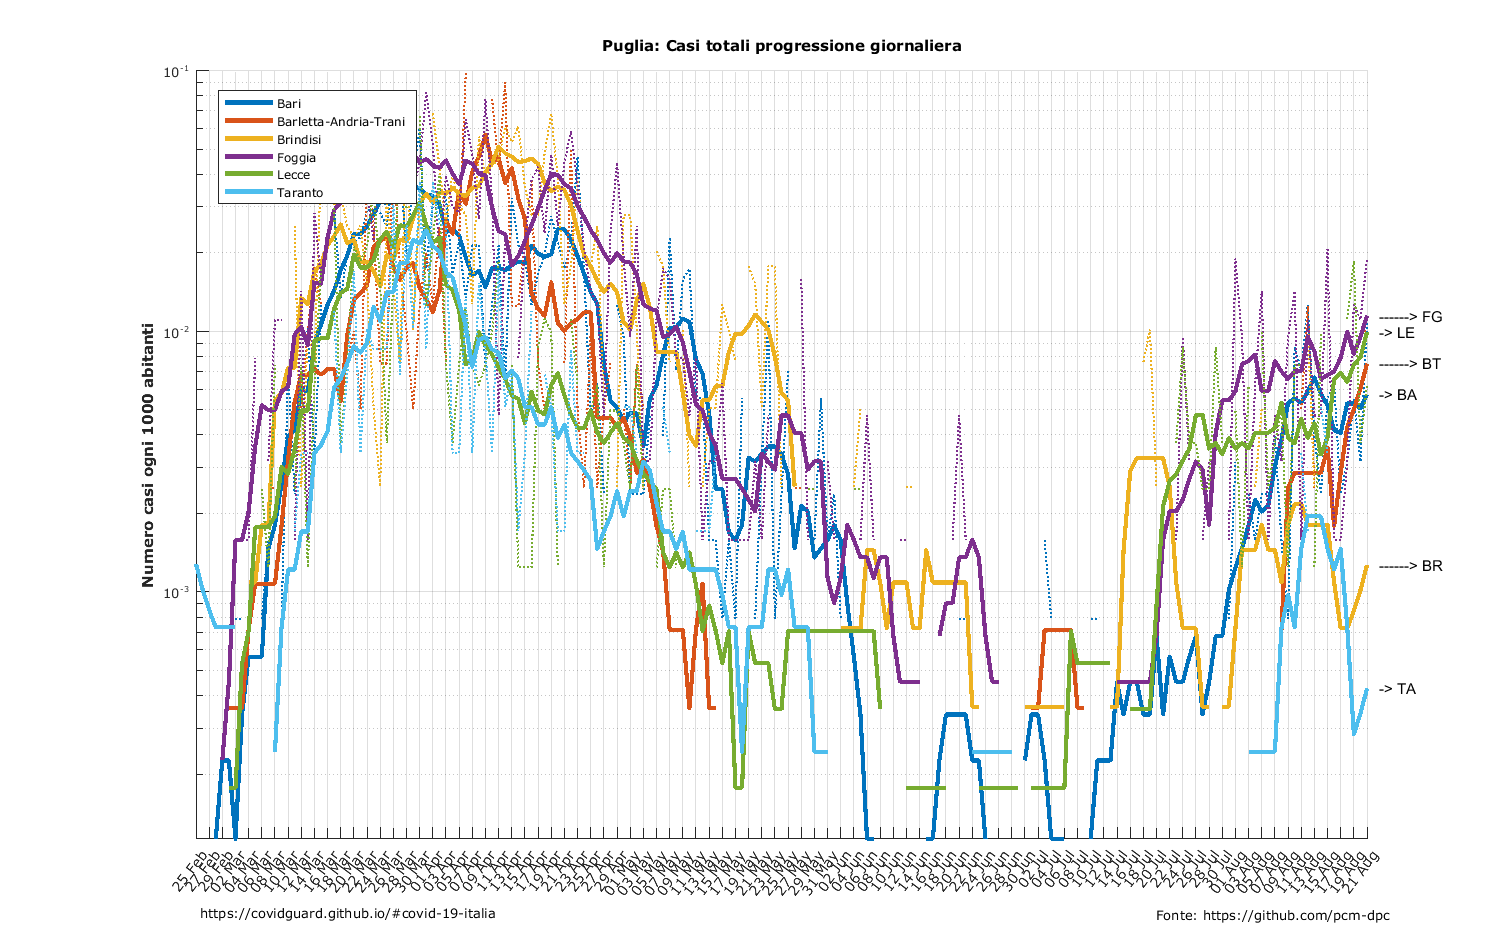 Puglia: Casi totali progressione giornaliera
Numero casi ogni 1000 abitanti
10⁻¹
10⁻²
10⁻³
Bari
Barletta-Andria-Trani
Brindisi
Foggia
Lecce
Taranto
------> FG
-> LE
------> BT
-> BA
------> BR
-> TA
25 Feb
27 Feb
29 Feb
02 Mar
04 Mar
06 Mar
08 Mar
10 Mar
12 Mar
14 Mar
16 Mar
18 Mar
20 Mar
22 Mar
24 Mar
26 Mar
28 Mar
30 Mar
01 Apr
03 Apr
05 Apr
07 Apr
09 Apr
11 Apr
13 Apr
15 Apr
17 Apr
19 Apr
21 Apr
23 Apr
25 Apr
27 Apr
29 Apr
01 May
03 May
05 May
07 May
09 May
11 May
13 May
15 May
17 May
19 May
21 May
23 May
25 May
27 May
29 May
31 May
02 Jun
04 Jun
06 Jun
08 Jun
10 Jun
12 Jun
14 Jun
16 Jun
18 Jun
20 Jun
22 Jun
24 Jun
26 Jun
28 Jun
30 Jun
02 Jul
04 Jul
06 Jul
08 Jul
10 Jul
12 Jul
14 Jul
16 Jul
18 Jul
20 Jul
22 Jul
24 Jul
26 Jul
28 Jul
30 Jul
01 Aug
03 Aug
05 Aug
07 Aug
09 Aug
11 Aug
13 Aug
15 Aug
17 Aug
19 Aug
21 Aug
https://covidguard.github.io/#covid-19-italia
Fonte: https://github.com/pcm-dpc